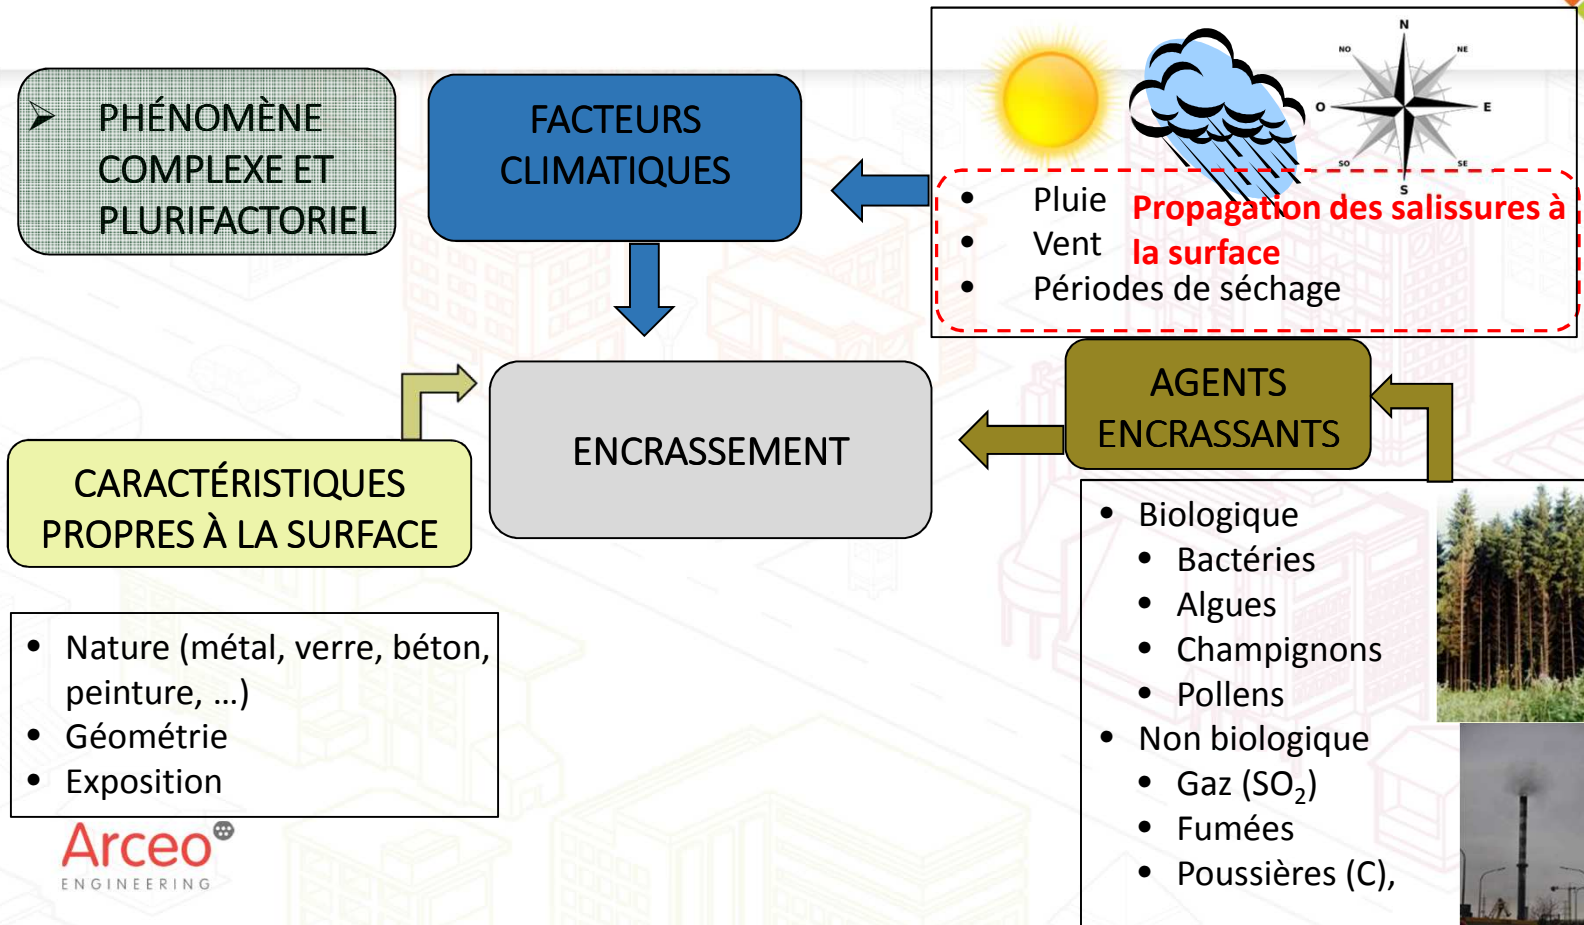 ➢ PHÉNOMÈNE
COMPLEXE ET
PLURIFACTORIEL
FACTEURS
CLIMATIQUES
N
NO
NE
O
E
SO
SE
S
• Pluie
• Vent
• Périodes de séchage
Propagation des salissures à
la surface
ENCRASSEMENT
AGENTS
ENCRASSANTS
CARACTÉRISTIQUES
PROPRES À LA SURFACE
• Nature (métal, verre, béton,
peinture, …)
• Géométrie
• Exposition
• Biologique
• Bactéries
• Algues
• Champignons
• Pollens
• Non biologique
• Gaz (SO₂)
• Fumées
• Poussières (C),
Arceo
ENGINEERING